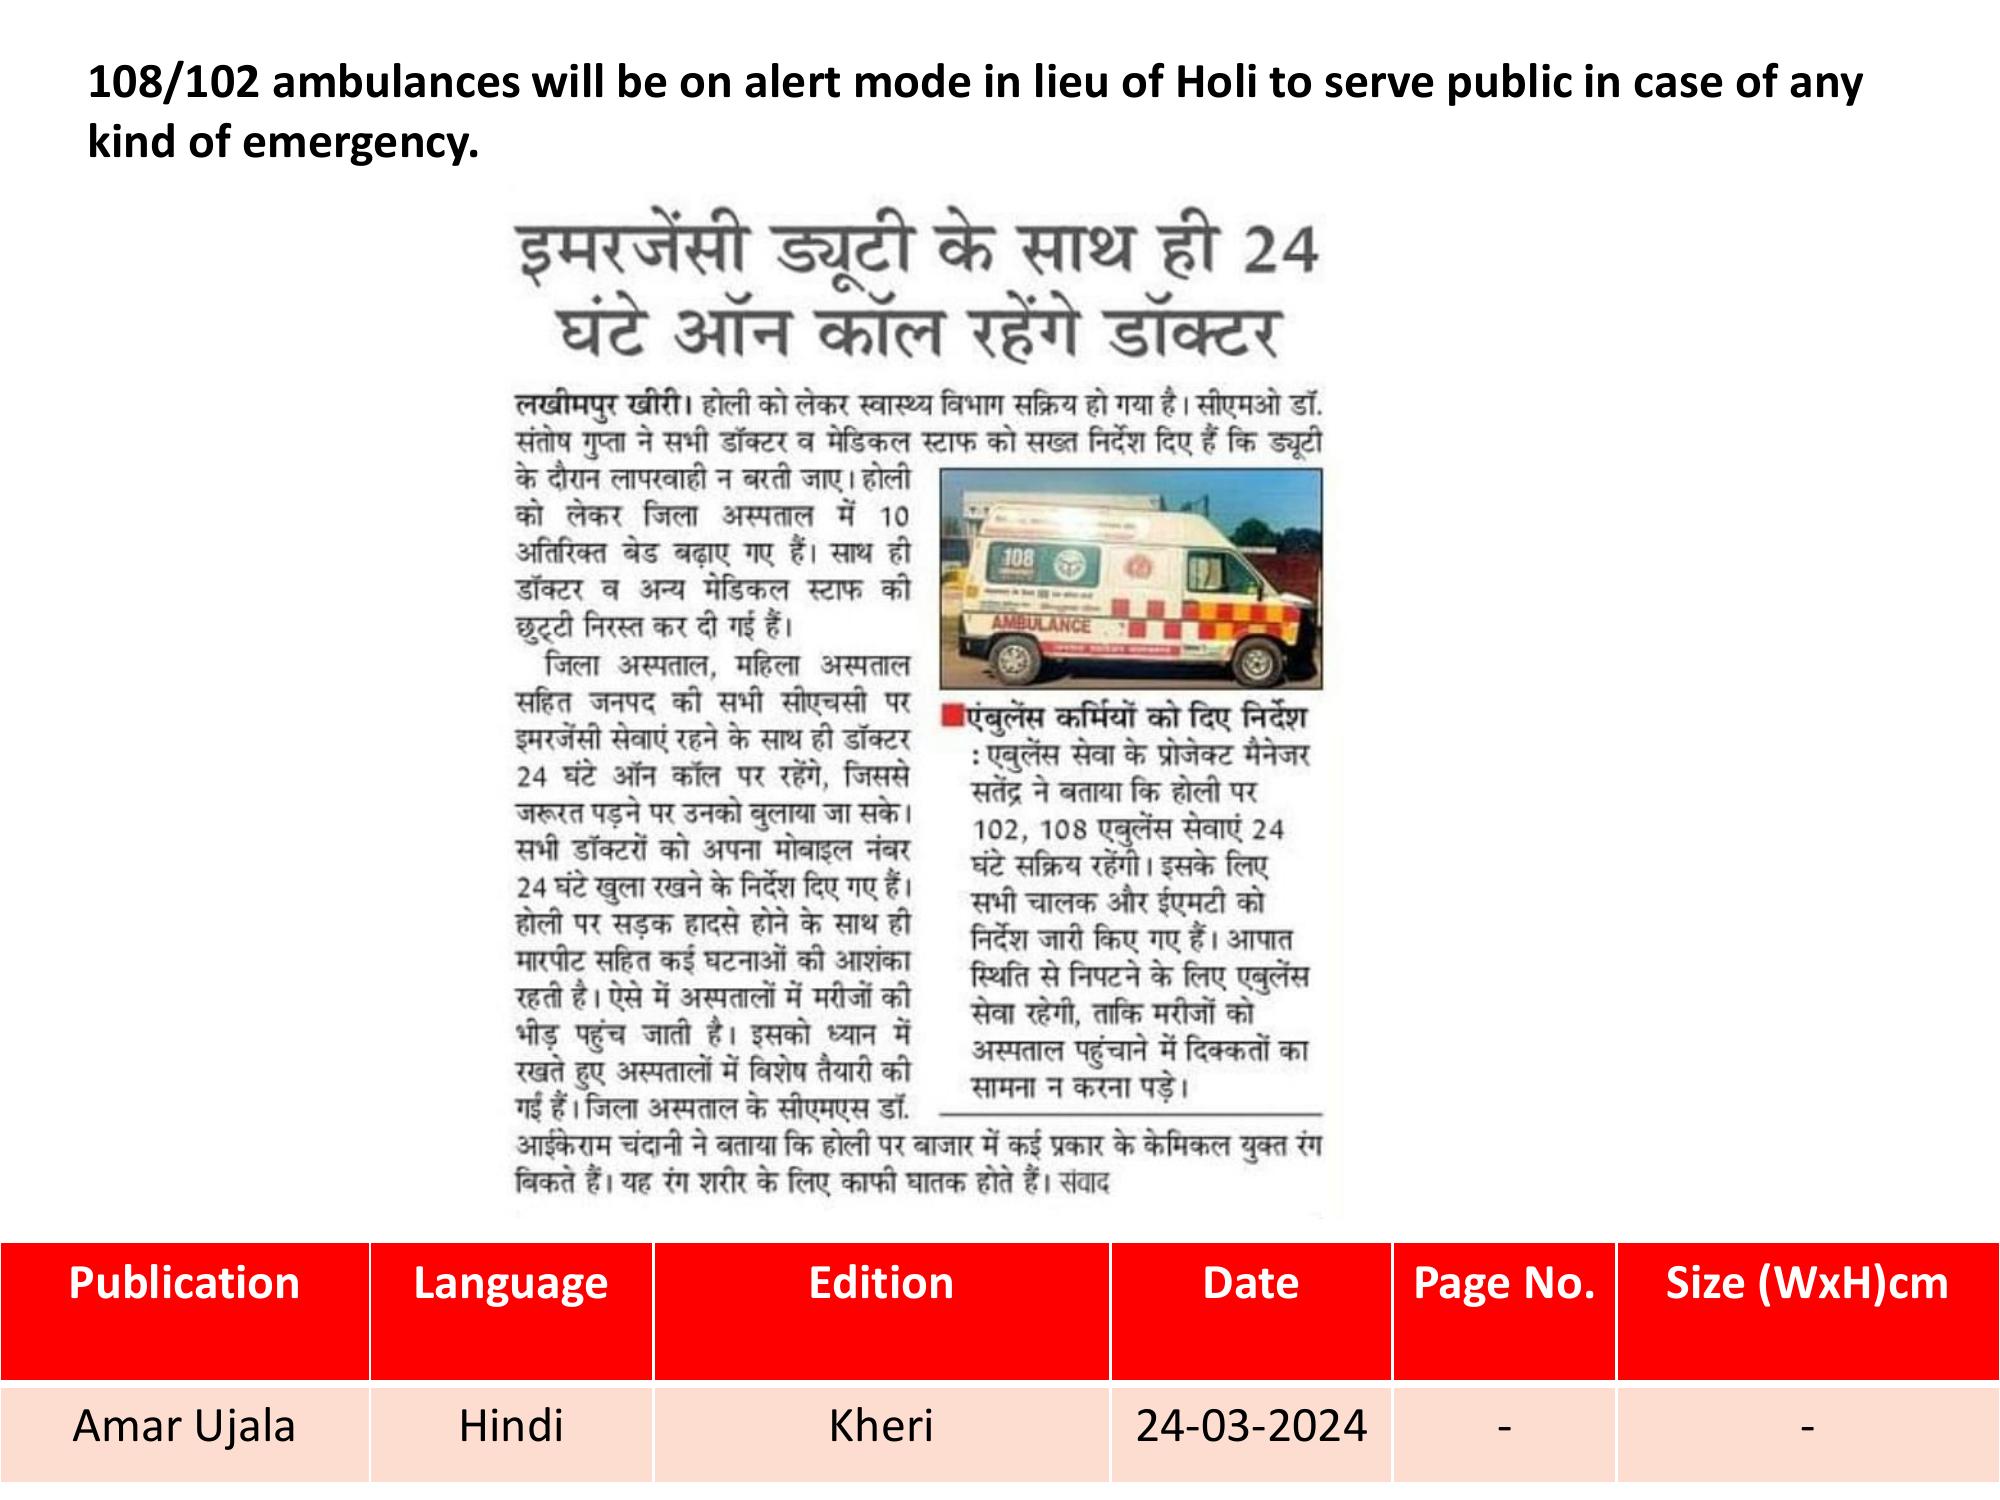 108/102 ambulances will be on alert mode in lieu of Holi to serve public in case of any
kind of emergency.
इमरजेंसी ड्यूटी के साथ ही 24
घंटे ऑन कॉल रहेंगे डॉक्टर
लखीमपुर खीरी। होली को लेकर स्वास्थ्य विभाग सक्रिय हो गया है। सीएमओ डॉ.
संतोष गुप्ता ने सभी डॉक्टर व मेडिकल स्टाफ को सख्त निर्देश दिए हैं कि ड्यूटी
के दौरान लापरवाही न बरती जाए। होली
को लेकर जिला अस्पताल में 10
अतिरिक्त बेड बढ़ाए गए हैं। साथ ही
डॉक्टर व अन्य मेडिकल स्टाफ की
छुट्टी निरस्त कर दी गई हैं।
जिला अस्पताल, महिला अस्पताल
सहित जनपद की सभी सीएचसी पर
इमरजेंसी सेवाएं रहने के साथ ही डॉक्टर
24 घंटे ऑन कॉल पर रहेंगे, जिससे
जरूरत पड़ने पर उनको बुलाया जा सके।
सभी डॉक्टरों को अपना मोबाइल नंबर
24 घंटे खुला रखने के निर्देश दिए गए हैं।
होली पर सड़क हादसे होने के साथ ही
मारपीट सहित कई घटनाओं की आशंका
रहती है। ऐसे में अस्पतालों में मरीजों की
भीड़ पहुंच जाती है। इसको ध्यान में
रखते हुए अस्पतालों में विशेष तैयारी की
गई हैं। जिला अस्पताल के सीएमएस डॉ.
आईकेराम चंदानी ने बताया कि होली पर बाजार में कई प्रकार के केमिकल युक्त रंग
बिकते हैं। यह रंग शरीर के लिए काफी घातक होते हैं। संवाद
108
AMBULANCE
एंबुलेंस कर्मियों को दिए निर्देश
: एबुलेंस सेवा के प्रोजेक्ट मैनेजर
सतेंद्र ने बताया कि होली पर
102, 108 एबुलेंस सेवाएं 24
घंटे सक्रिय रहेंगी। इसके लिए
सभी चालक और ईएमटी को
निर्देश जारी किए गए हैं। आपात
स्थिति से निपटने के लिए एबुलेंस
सेवा रहेगी, ताकि मरीजों को
अस्पताल पहुंचाने में दिक्कतों का
सामना न करना पड़े।
Publication Language Edition Date Page No. Size (WxH)cm
Amar Ujala Hindi Kheri 24-03-2024 - -